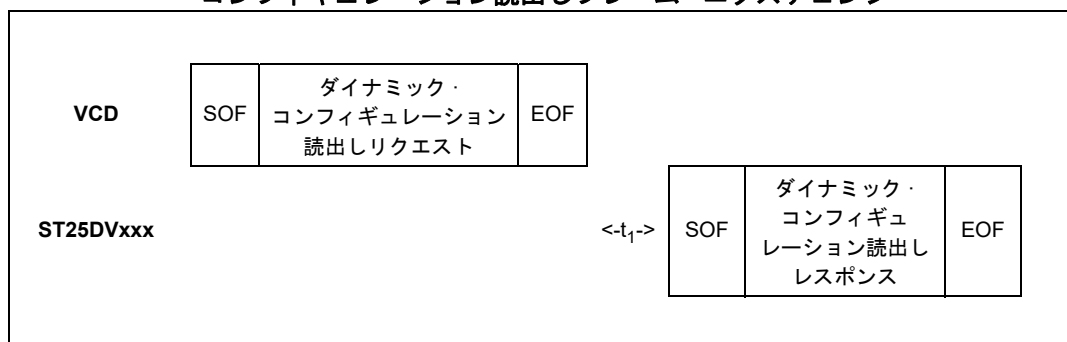 VCD
SOF
ダイナミック・
コンフィギュレーション
読出しリクエスト
EOF
ST25DVxxx
<-t1->
SOF
ダイナミック・
コンフィギュ
レーション読出し
レスポンス
EOF